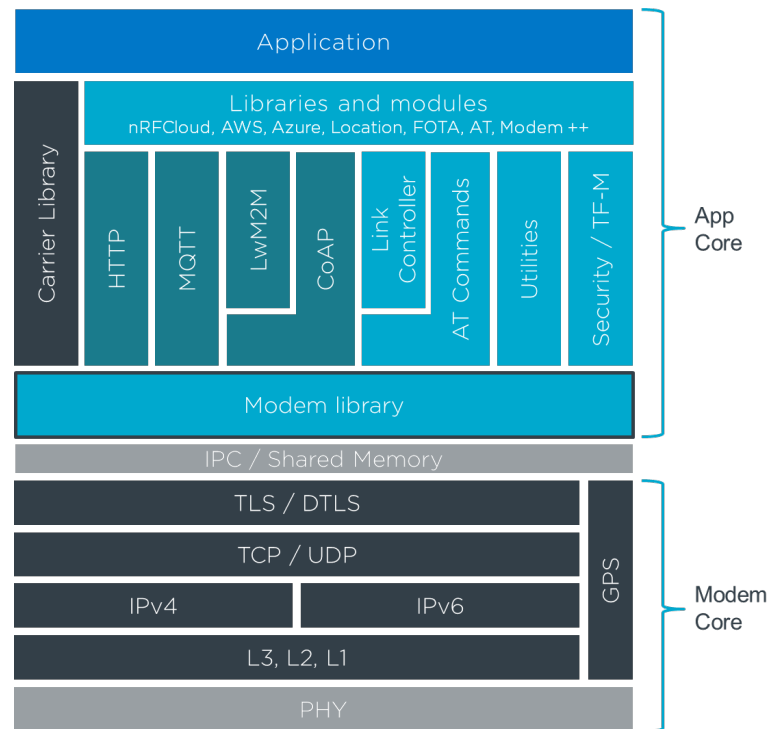 Application
Libraries and modules
nRFCloud, AWS, Azure, Location, FOTA, AT, Modem ++
Carrier Library
HTTP
MQTT
LwM2M
CoAP
Link
Controller
AT Commands
Utilities
Security / TF-M
App
Core
Modem library
IPC / Shared Memory
TLS / DTLS
TCP / UDP
IPv4
IPv6
GPS
L3, L2, L1
PHY
Modem
Core